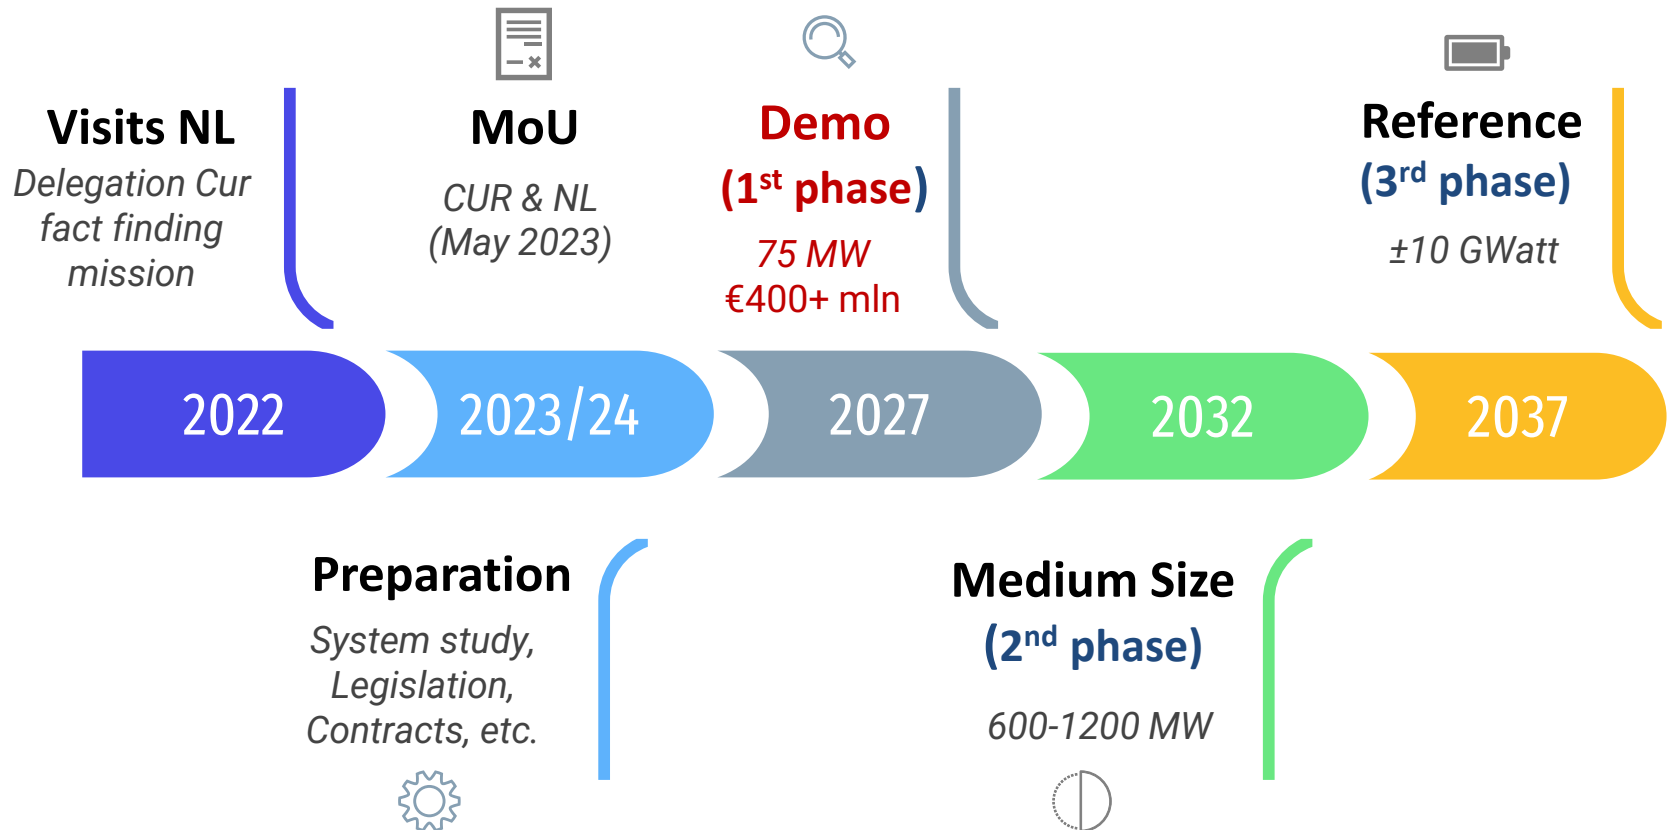 Visits NL
Delegation Cur
fact finding
mission
MoU
CUR & NL
(May 2023)
Demo
(1st phase)
75 MW
€400+ mln
Reference
(3rd phase)
±10 GWatt
2022
2023/24
2027
2032
2037
Preparation
System study,
Legislation,
Contracts, etc.
Medium Size
(2nd phase)
600-1200 MW